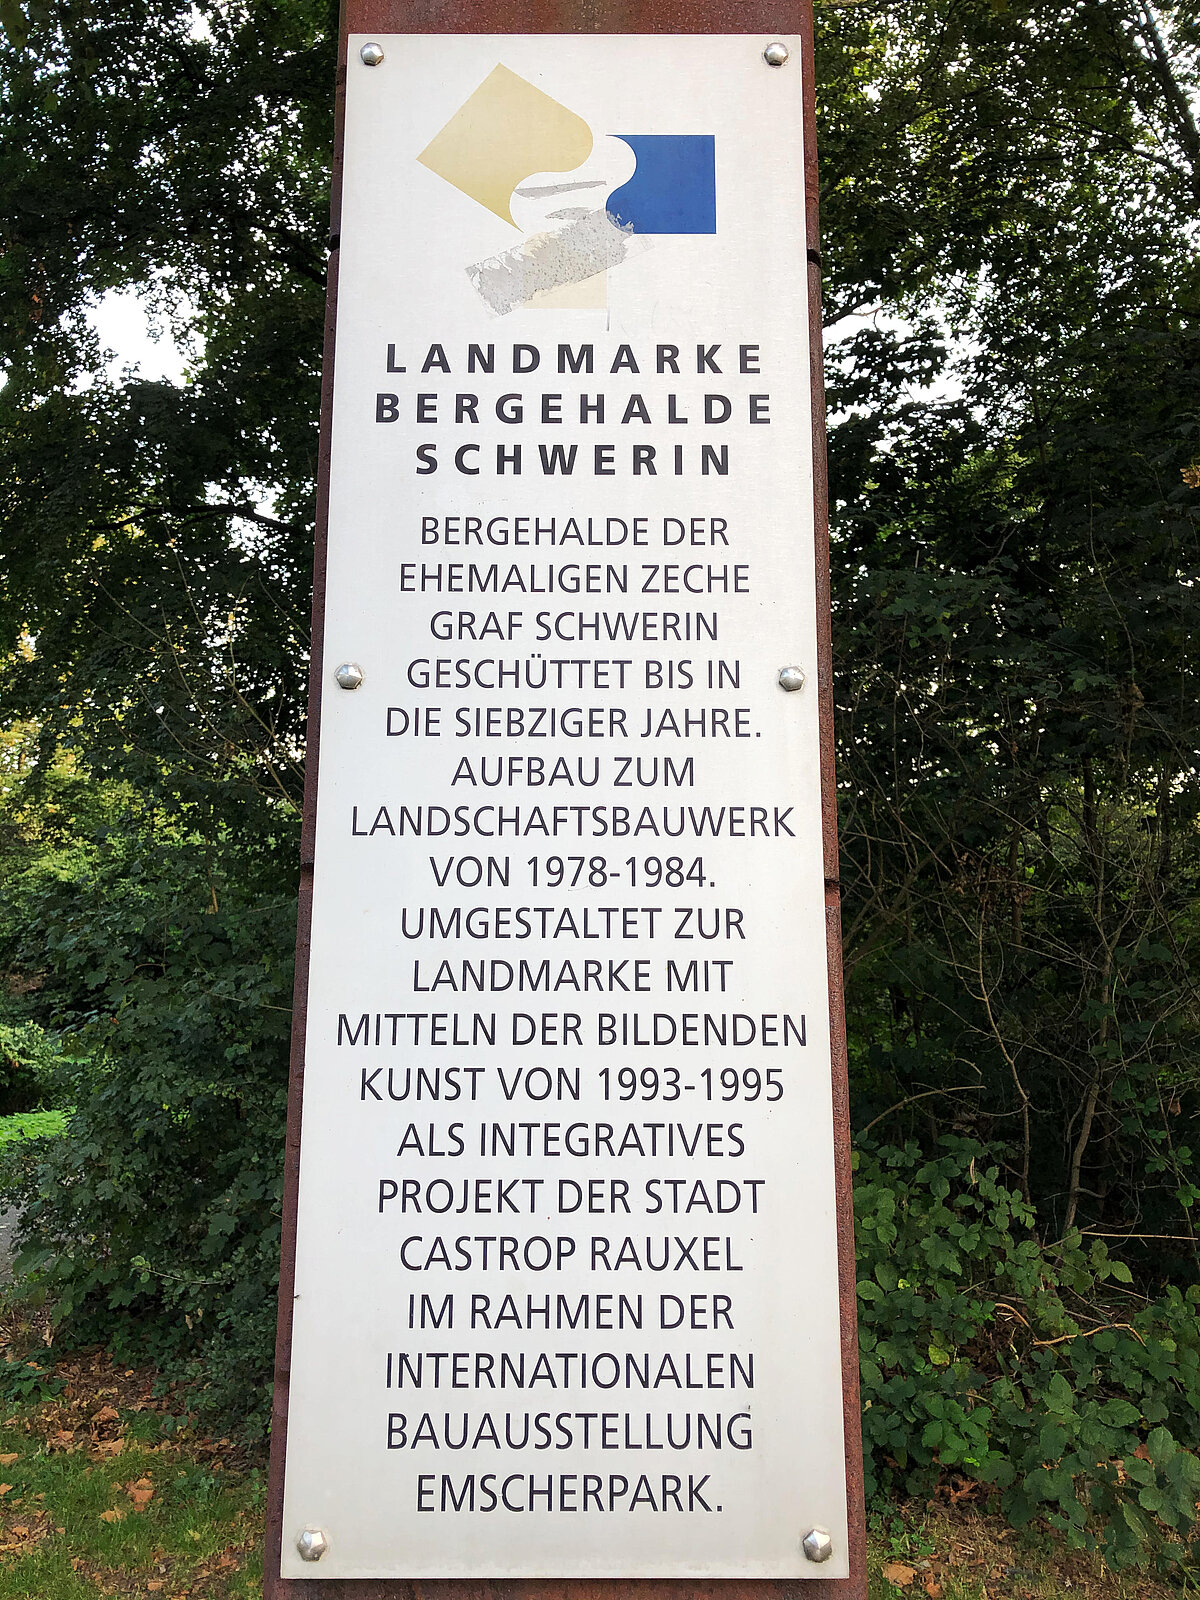 LANDMARKE
BERGEHALDE
SCHWERIN
BERGEHALDE DER
EHEMALIGEN ZECHE
GRAF SCHWERIN
GESCHÜTTET BIS IN
DIE SIEBZIGER JAHRE.
AUFBAU ZUM
LANDSCHAFTSBAUWERK
VON 1978-1984.
UMGESTALTET ZUR
LANDMARKE MIT
MITTELN DER BILDENDEN
KUNST VON 1993-1995
ALS INTEGRATIVES
PROJEKT DER STADT
CASTROP RAUXEL
IM RAHMEN DER
INTERNATIONALEN
BAUAUSSTELLUNG
EMSCHERPARK.